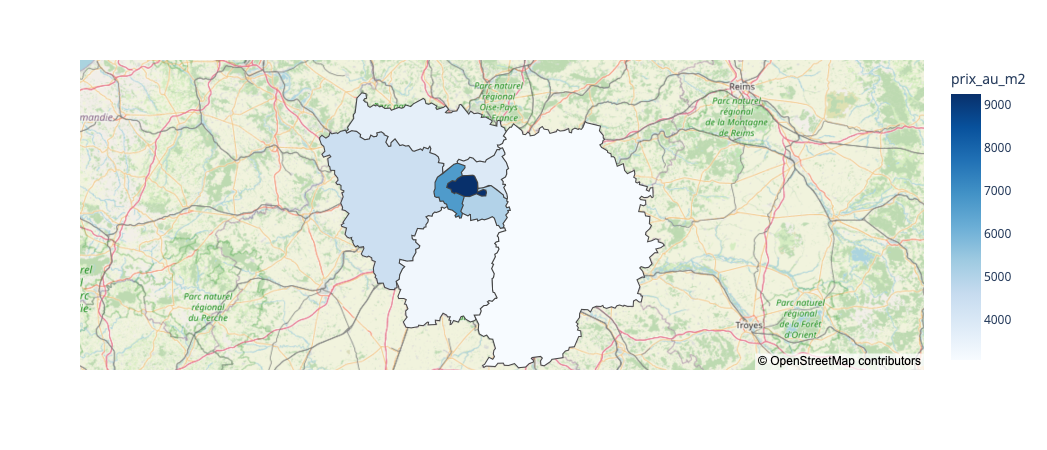 prix_au_m2
9000
8000
7000
6000
5000
4000
Reims
Parc naturel
régional
Oise-Pays
France
Parc naturel
régional
de la Montagne
de Reims
mandie
Parc naturel
régional
du Perche
Parc naturel
régional
de la Forêt
d'Orient
Troyes
© OpenStreetMap contributors